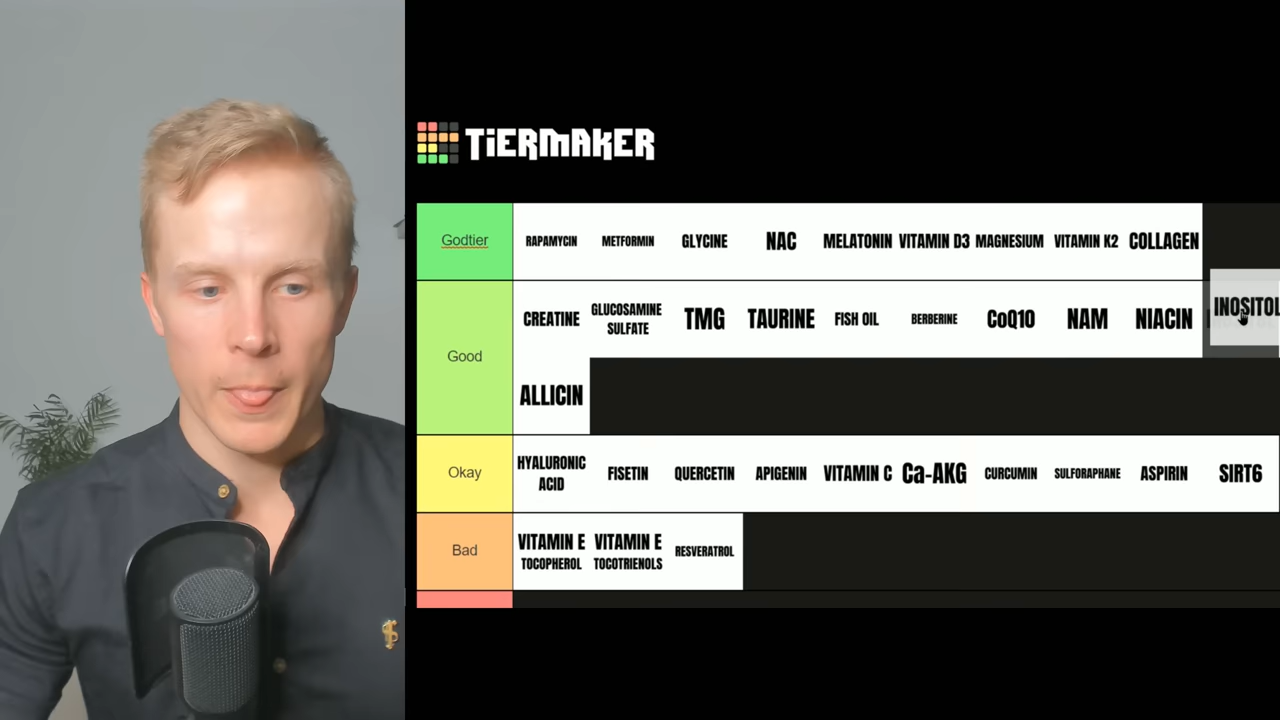 TIERMAKER
Godtier
RAPAMYCIN
METFORMIN
GLYCINE
NAC
MELATONIN
VITAMIN D3
MAGNESIUM
VITAMIN K2
COLLAGEN
Good
CREATINE
GLUCOSAMINE
SULFATE
TMG
TAURINE
FISH OIL
BERBERINE
CoQ10
NAM
NIACIN
INOSITOL
ALLICIN
Okay
HYALURONIC
ACID
FISETIN
QUERCETIN
APIGENIN
VITAMIN C
Ca-AKG
CURCUMIN
SULFORAPHANE
ASPIRIN
SIRT6
Bad
VITAMIN E
TOCOPHEROL
VITAMIN E
TOCOTRIENOLS
RESVERATROL